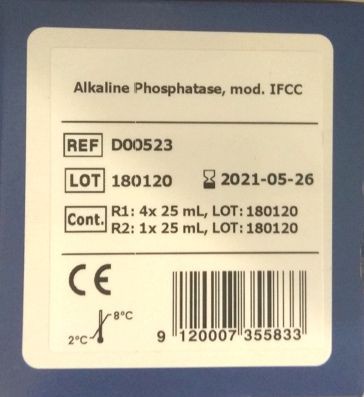 Alkaline Phosphatase, mod. IFCC
REF D00523
LOT 180120 2021-05-26
Cont. R1: 4x 25 mL, LOT: 180120
R2: 1x 25 mL, LOT: 180120
CE
8°C
2°C
9 120007 355833